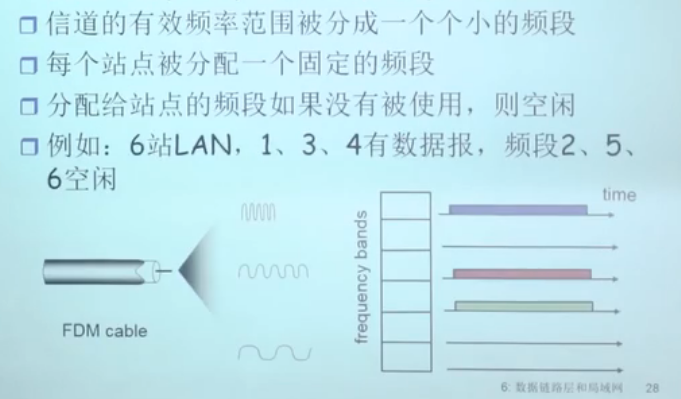 信道的有效频率范围被分成一个个小的频段
每个站点被分配一个固定的频段
分配给站点的频段如果没有被使用，则空闲
例如：6站LAN，1、3、4有数据报，频段2、5、
6空闲
time
frequency bands
FDM cable
6: 数据链路层和局域网 28